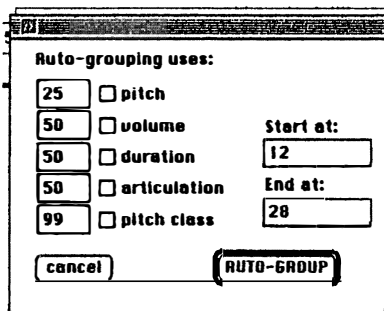 Auto-grouping uses:
25 pitch
50 volume
50 duration
50 articulation
99 pitch class
Start at:
12
End at:
28
cancel
AUTO-GROUP